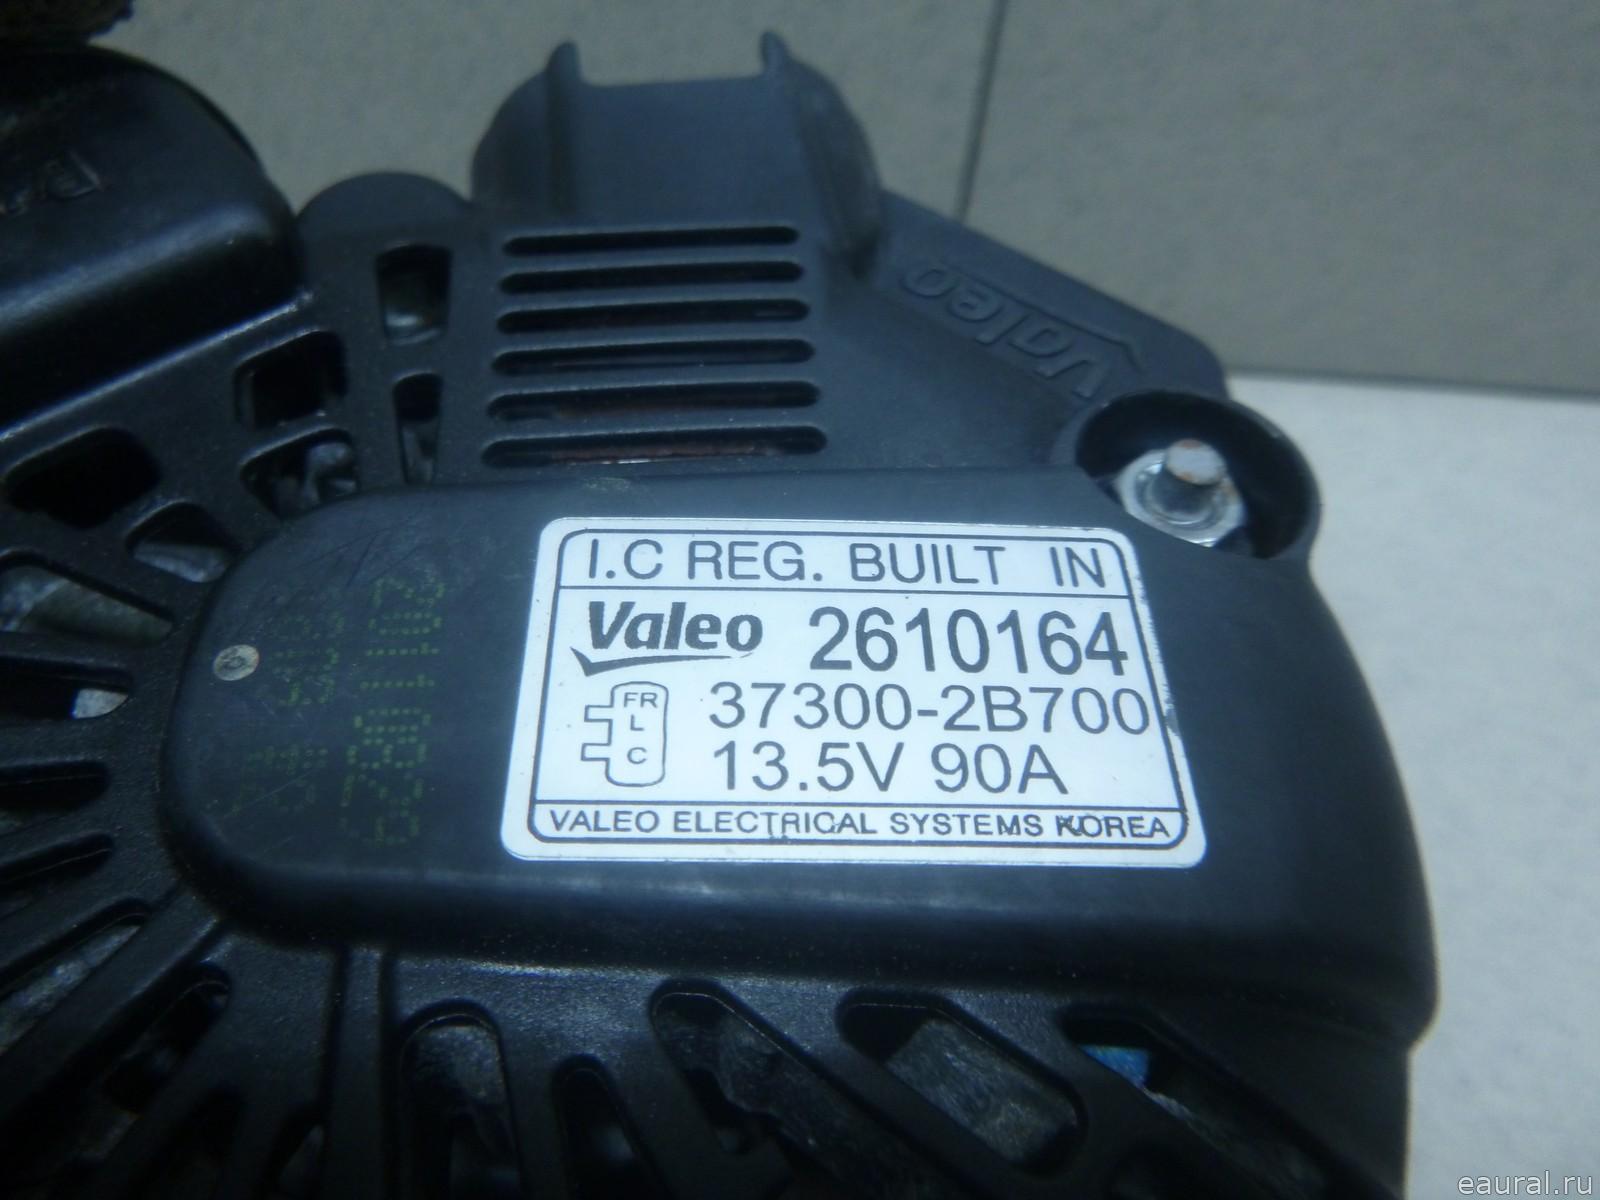 Valeo
I.C REG. BUILT IN
Valeo 2610164
FR
L
C
37300-2B700
13.5V 90A
VALEO ELECTRICAL SYSTEMS KOREA
eaural.ru